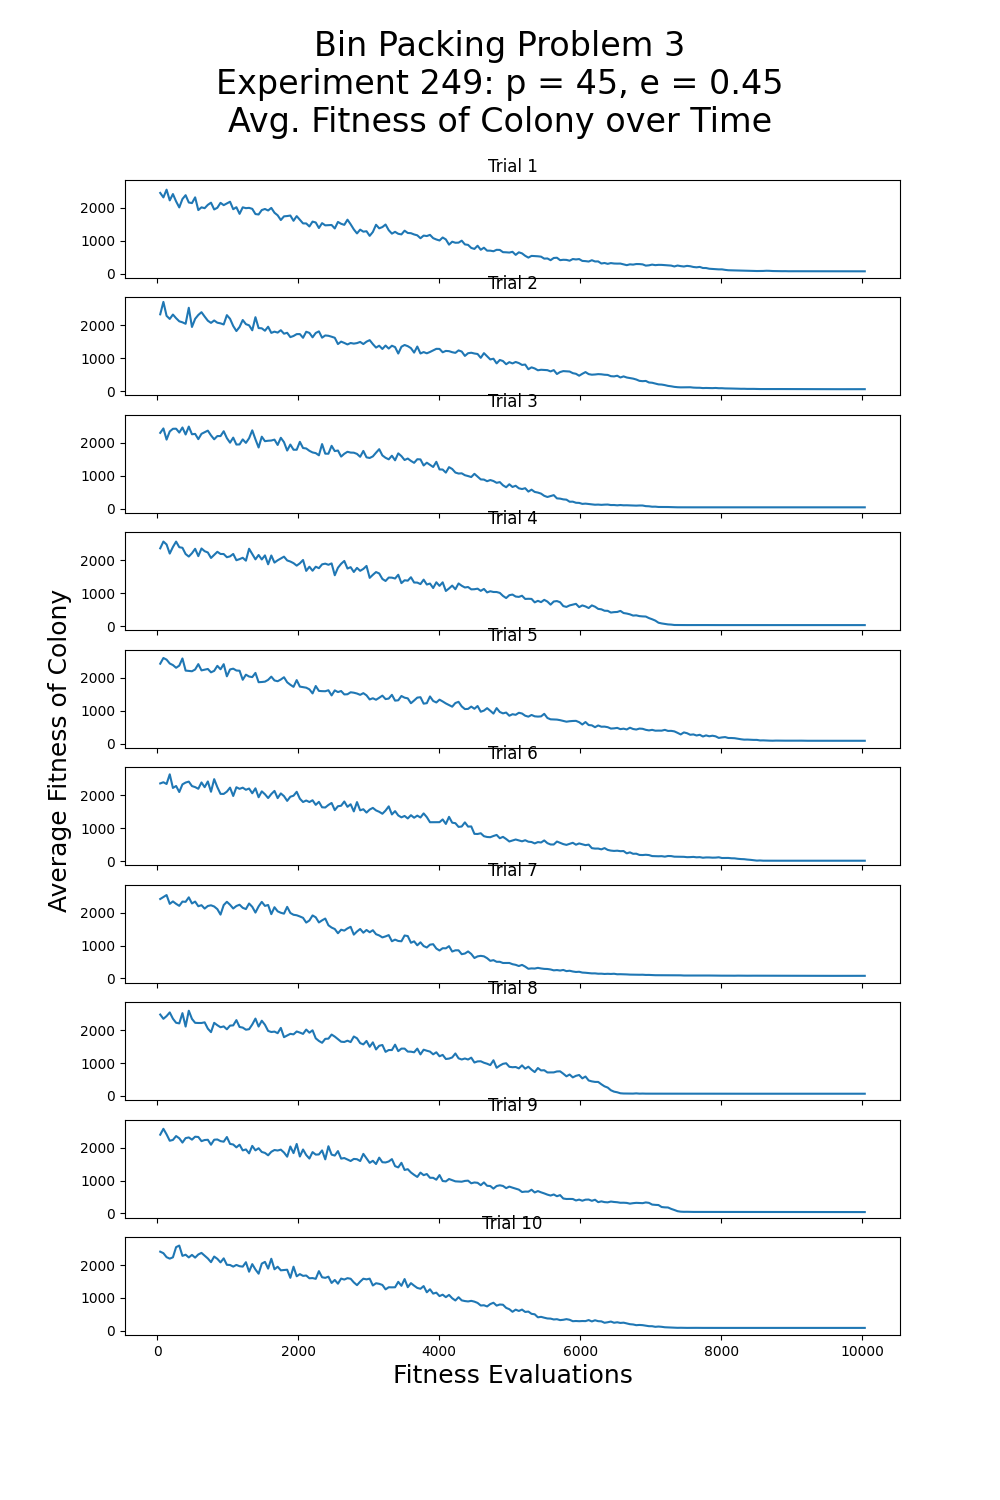 Bin Packing Problem 3
Experiment 249: p = 45, e = 0.45
Avg. Fitness of Colony over Time
Trial 1
2000
1000
0
Trial 2
2000
1000
0
Trial 3
2000
1000
0
Trial 4
2000
1000
0
Trial 5
2000
1000
0
Trial 6
2000
1000
0
Trial 7
2000
1000
0
Trial 8
2000
1000
0
Trial 9
2000
1000
0
Trial 10
2000
1000
0
0 2000 4000 6000 8000 10000
Fitness Evaluations
Average Fitness of Colony